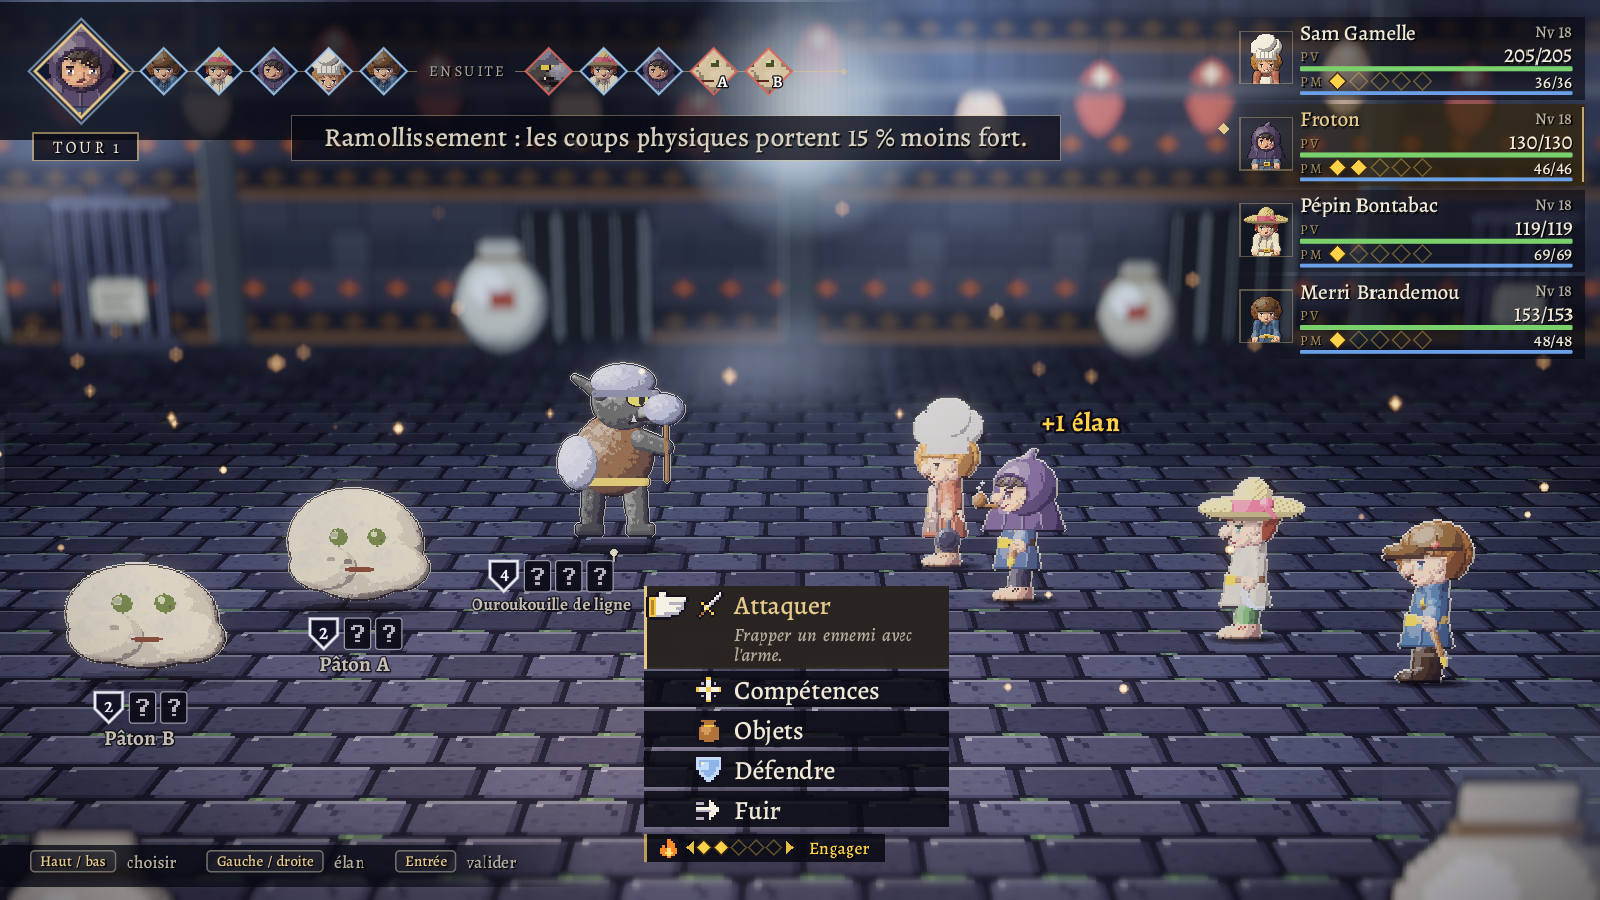 ENSUITE
A
B
TOUR 1
Ramollissement : les coups physiques portent 15 % moins fort.
Sam Gamelle Nv 18
PV 205/205
PM 36/36
Froton Nv 18
PV 130/130
PM 46/46
Pépin Bontabac Nv 18
PV 119/119
PM 69/69
Merri Brandemou Nv 18
PV 153/153
PM 48/48
+1 élan
4 ? ? ?
Ouroukouille de ligne
2 ? ?
Pâton A
2 ? ?
Pâton B
Attaquer
Frapper un ennemi avec
l'arme.
Compétences
Objets
Défendre
Fuir
Engager
Haut / bas choisir Gauche / droite élan Entrée valider